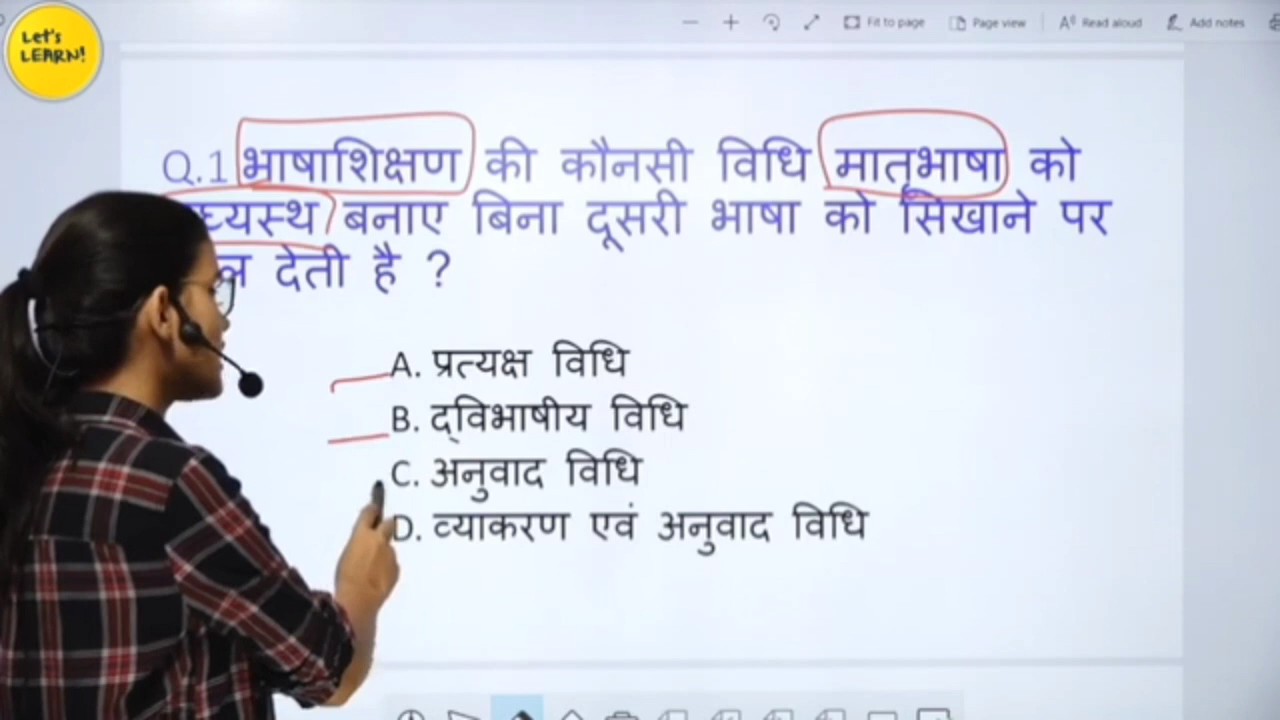 Let's
LEARN!
Fit to page
Page view
Read aloud
Add notes
Q.1 भाषाशिक्षण की कौनसी विधि मातृभाषा को
बनाए बिना दूसरी भाषा को सिखाने पर
देती है ?
A. प्रत्यक्ष विधि
B. द्विभाषीय विधि
C. अनुवाद विधि
D. व्याकरण एवं अनुवाद विधि